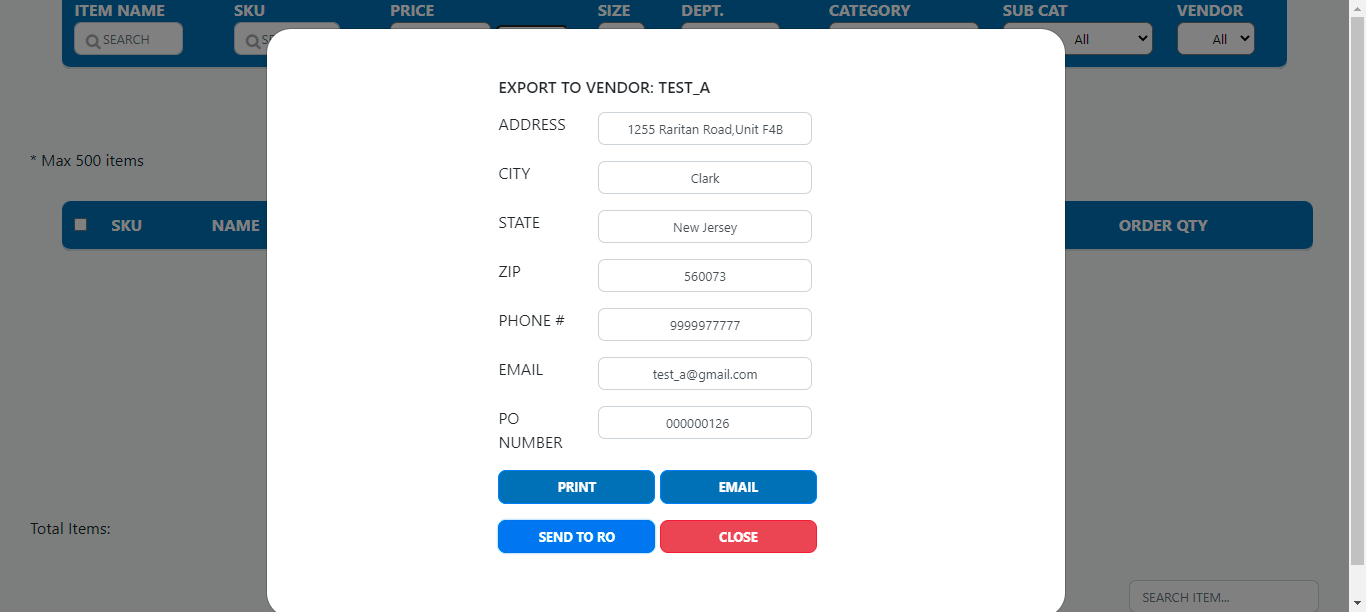 ITEM NAME SKU PRICE SIZE DEPT. CATEGORY SUB CAT VENDOR
SEARCH All All
EXPORT TO VENDOR: TEST_A
ADDRESS 1255 Raritan Road,Unit F4B
* Max 500 items
CITY Clark
SKU NAME STATE New Jersey ORDER QTY
ZIP 560073
PHONE # 9999977777
EMAIL test_a@gmail.com
PO
NUMBER 000000126
PRINT EMAIL
Total Items:
SEND TO RO CLOSE
SEARCH ITEM...